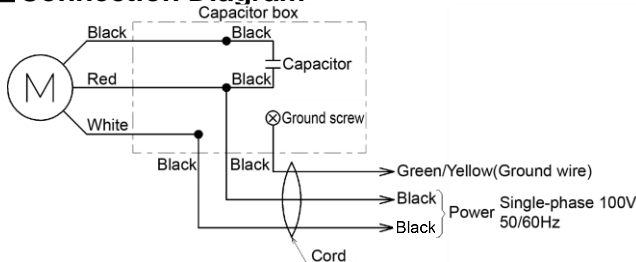 Connection Diagram
Capacitor box
Black
Black
Capacitor
Red
Black
M
Ground screw
White
Black
Black
Green/Yellow(Ground wire)
Black
Single-phase 100V
Power
50/60Hz
Black
Cord